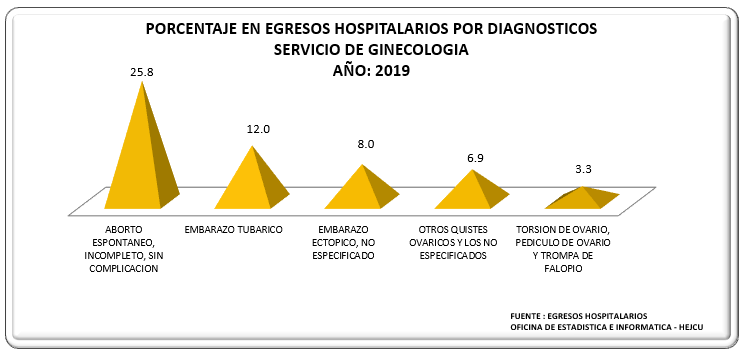 PORCENTAJE EN EGRESOS HOSPITALARIOS POR DIAGNOSTICOS
SERVICIO DE GINECOLOGIA
AÑO: 2019
25.8
12.0
8.0
6.9
3.3
ABORTO
ESPONTANEO,
INCOMPLETO, SIN
COMPLICACION
EMBARAZO TUBARICO
EMBARAZO
ECTOPICO, NO
ESPECIFICADO
OTROS QUISTES
OVARICOS Y LOS NO
ESPECIFICADOS
TORSION DE OVARIO,
PEDICULO DE OVARIO
Y TROMPA DE
FALOPIO
FUENTE : EGRESOS HOSPITALARIOS
OFICINA DE ESTADISTICA E INFORMATICA - HEJCU